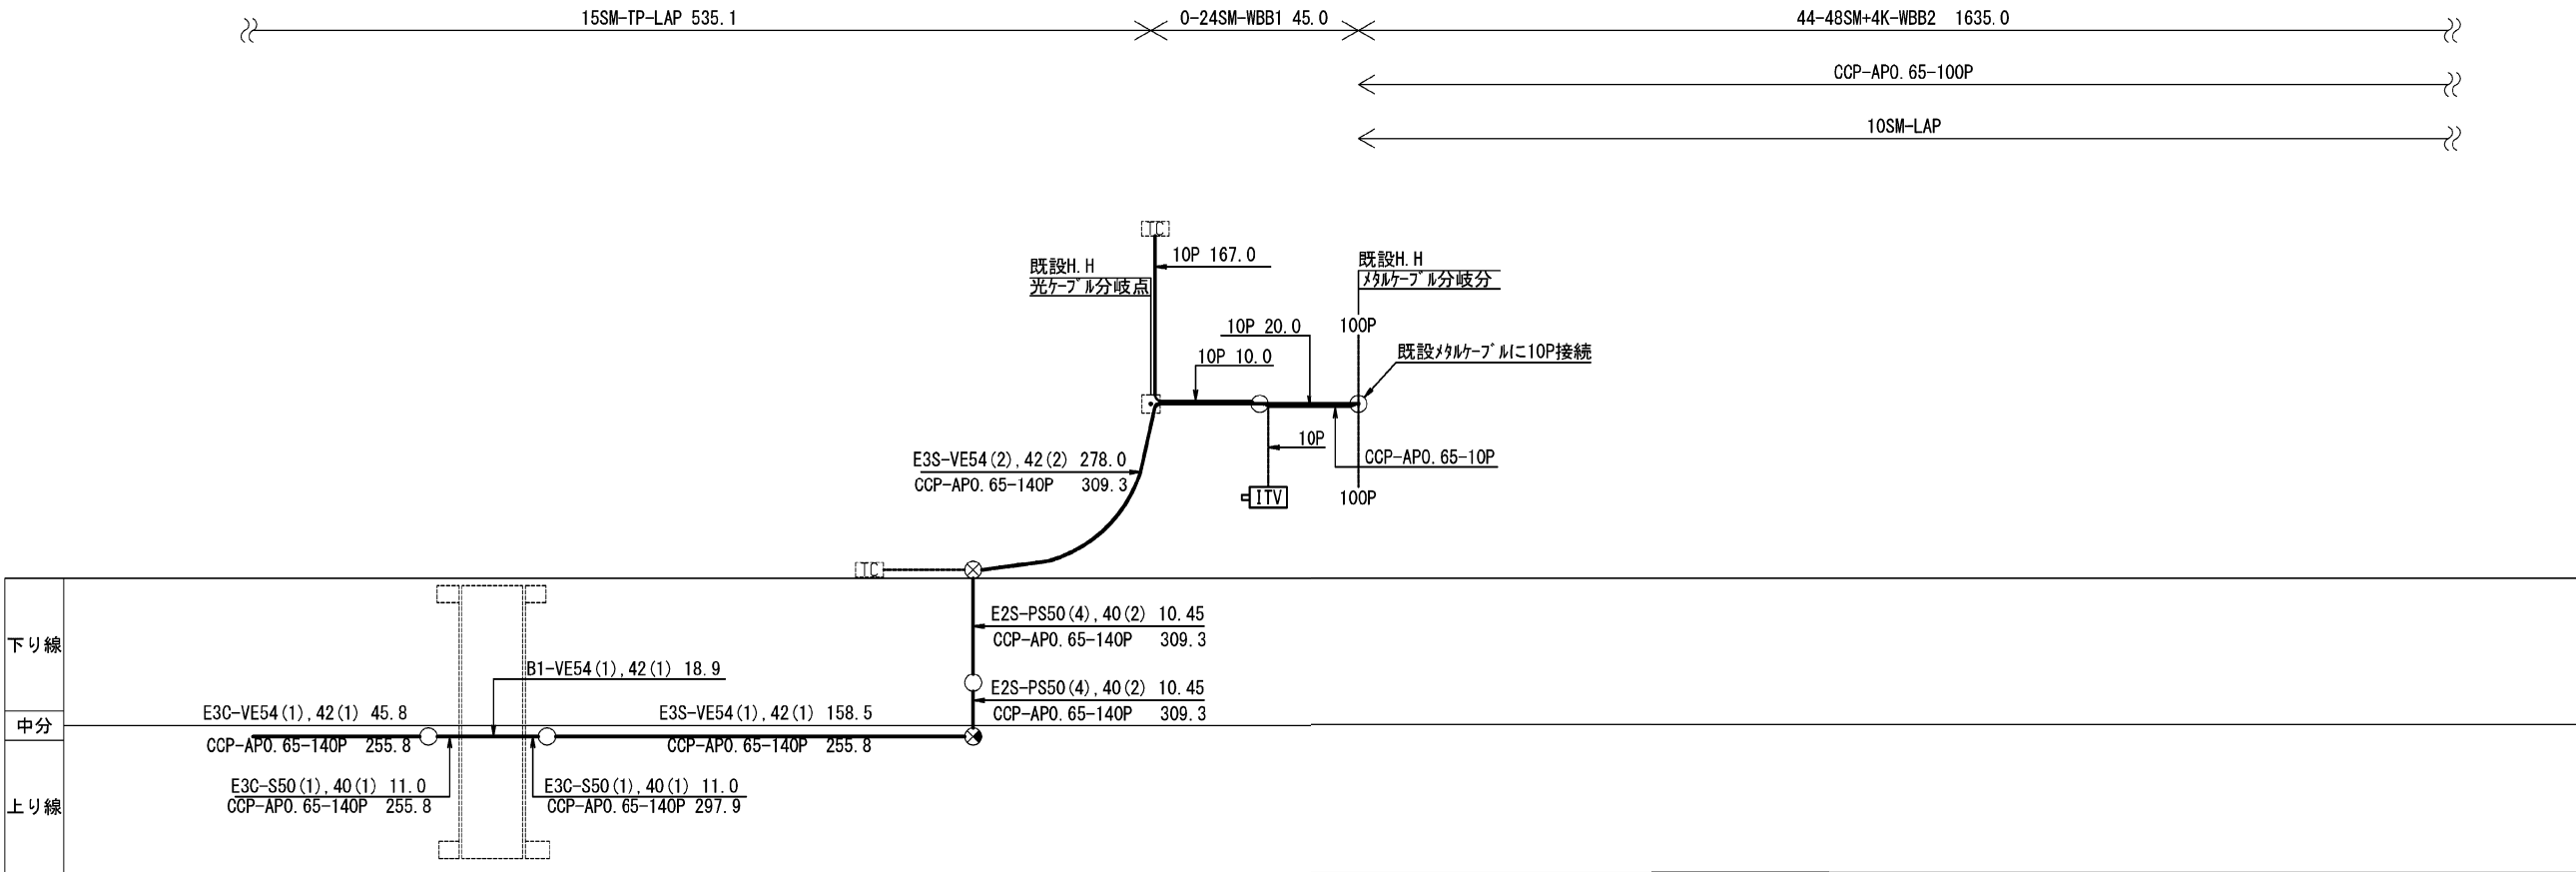 15SM-TP-LAP 535.1
0-24SM-WBB1 45.0
44-48SM+4K-WBB2 1635.0
CCP-AP0.65-100P
10SM-LAP
TC
10P 167.0
既設H.H
光ケーブル分岐点
既設H.H
メタルケーブル分岐分
10P 20.0
100P
10P 10.0
既設メタルケーブルに10P接続
10P
E3S-VE54(2),42(2) 278.0
CCP-AP0.65-140P 309.3
CCP-AP0.65-10P
ITV
100P
TC
下り線
E2S-PS50(4),40(2) 10.45
CCP-AP0.65-140P 309.3
B1-VE54(1),42(1) 18.9
E2S-PS50(4),40(2) 10.45
CCP-AP0.65-140P 309.3
中分
E3C-VE54(1),42(1) 45.8
CCP-AP0.65-140P 255.8
E3S-VE54(1),42(1) 158.5
CCP-AP0.65-140P 255.8
上り線
E3C-S50(1),40(1) 11.0
CCP-AP0.65-140P 255.8
E3C-S50(1),40(1) 11.0
CCP-AP0.65-140P 297.9